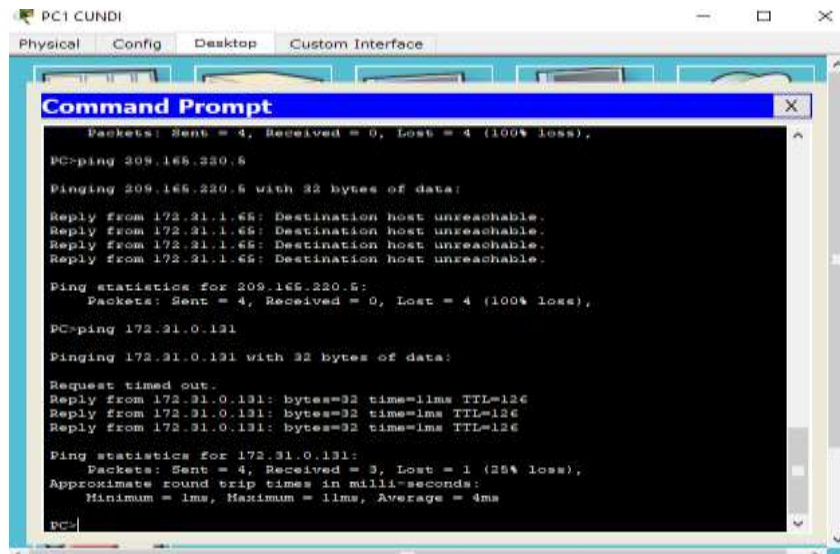 PC1 CUNDI
Physical Config Desktop Custom Interface
Command Prompt X
Packets: Sent = 4, Received = 0, Lost = 4 (100% loss),
PC>ping 209.165.220.5
Pinging 209.165.220.5 with 32 bytes of data:
Reply from 172.31.1.65: Destination host unreachable.
Reply from 172.31.1.65: Destination host unreachable.
Reply from 172.31.1.65: Destination host unreachable.
Reply from 172.31.1.65: Destination host unreachable.
Ping statistics for 209.165.220.5:
Packets: Sent = 4, Received = 0, Lost = 4 (100% loss),
PC>ping 172.31.0.131
Pinging 172.31.0.131 with 32 bytes of data:
Request timed out.
Reply from 172.31.0.131: bytes=32 time=11ms TTL=126
Reply from 172.31.0.131: bytes=32 time=1ms TTL=126
Reply from 172.31.0.131: bytes=32 time=1ms TTL=126
Ping statistics for 172.31.0.131:
Packets: Sent = 4, Received = 3, Lost = 1 (25% loss),
Approximate round trip times in milli-seconds:
Minimum = 1ms, Maximum = 11ms, Average = 4ms
PC>